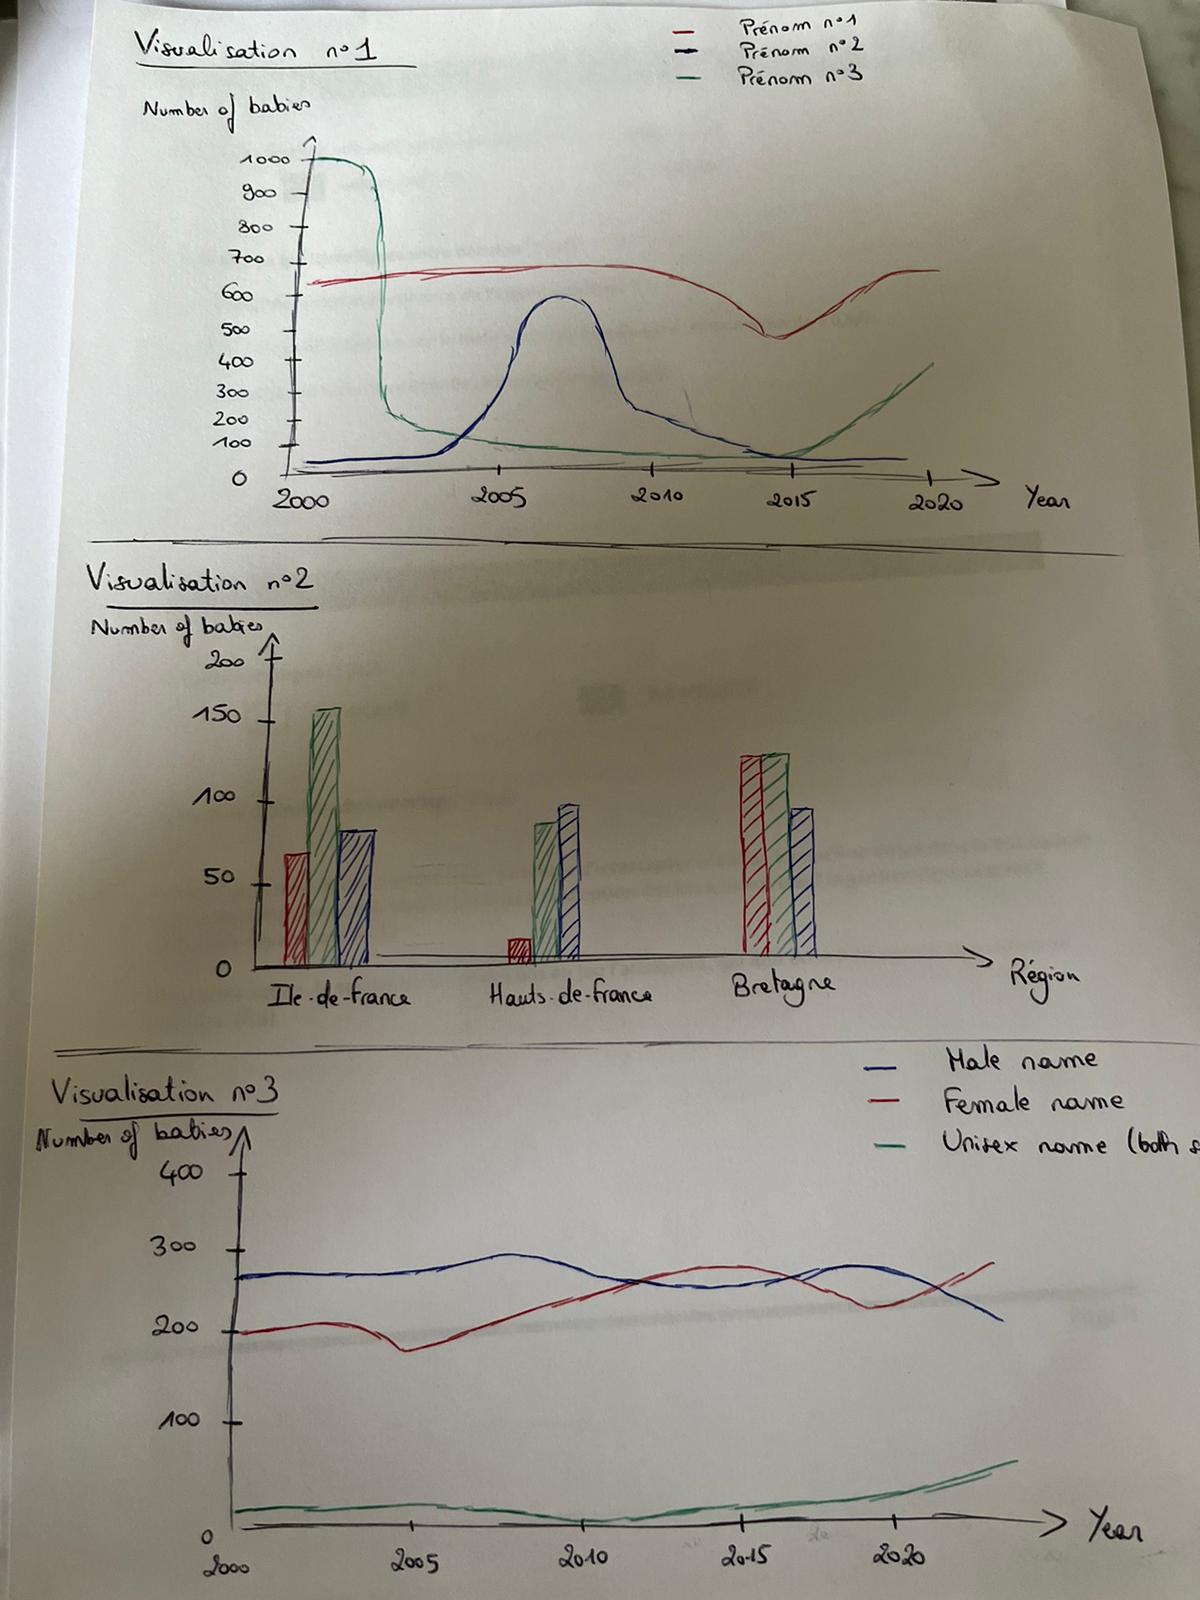 Visualisation n°1
Prénom n°1
Prénom n°2
Prénom n°3
Number of babies
1000
900
800
700
600
500
400
300
200
100
0
2000 2005 2010 2015 2020 Year
Visualisation n°2
Number of babies
200
150
100
50
0
Ile-de-france Hauts-de-france Bretagne Région
Visualisation n°3
Male name
Female name
Unisex name (both s
Number of babies
400
300
200
100
0
2000 2005 2010 2015 2020 Year